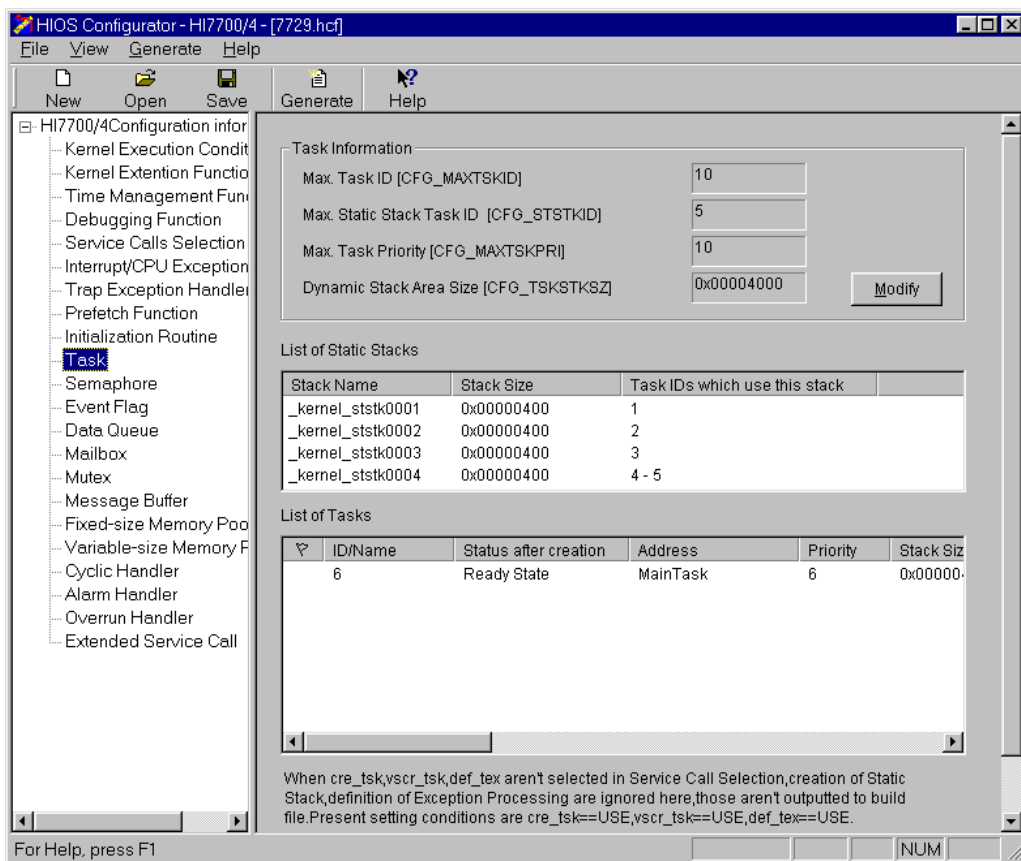 HIOS Configurator - HI7700/4 - [7729.hcf]
File View Generate Help
New Open Save Generate Help
HI7700/4Configuration infor
Kernel Execution Condit
Kernel Extention Functio
Time Management Fun
Debugging Function
Service Calls Selection
Interrupt/CPU Exception
Trap Exception Handler
Prefetch Function
Initialization Routine
Task
Semaphore
Event Flag
Data Queue
Mailbox
Mutex
Message Buffer
Fixed-size Memory Poo
Variable-size Memory P
Cyclic Handler
Alarm Handler
Overrun Handler
Extended Service Call
Task Information
Max. Task ID [CFG_MAXTSKID] 10
Max. Static Stack Task ID [CFG_STSTKID] 5
Max. Task Priority [CFG_MAXTSKPRI] 10
Dynamic Stack Area Size [CFG_TSKSTKSZ] 0x00004000 Modify
List of Static Stacks
Stack Name Stack Size Task IDs which use this stack
_kernel_ststk0001 0x00000400 1
_kernel_ststk0002 0x00000400 2
_kernel_ststk0003 0x00000400 3
_kernel_ststk0004 0x00000400 4 - 5
List of Tasks
ID/Name Status after creation Address Priority Stack Siz
6 Ready State MainTask 6 0x00000
When cre_tsk,vscr_tsk,def_tex aren't selected in Service Call Selection,creation of Static
Stack,definition of Exception Processing are ignored here,those aren't outputted to build
file.Present setting conditions are cre_tsk==USE,vscr_tsk==USE,def_tex==USE.
For Help, press F1 NUM